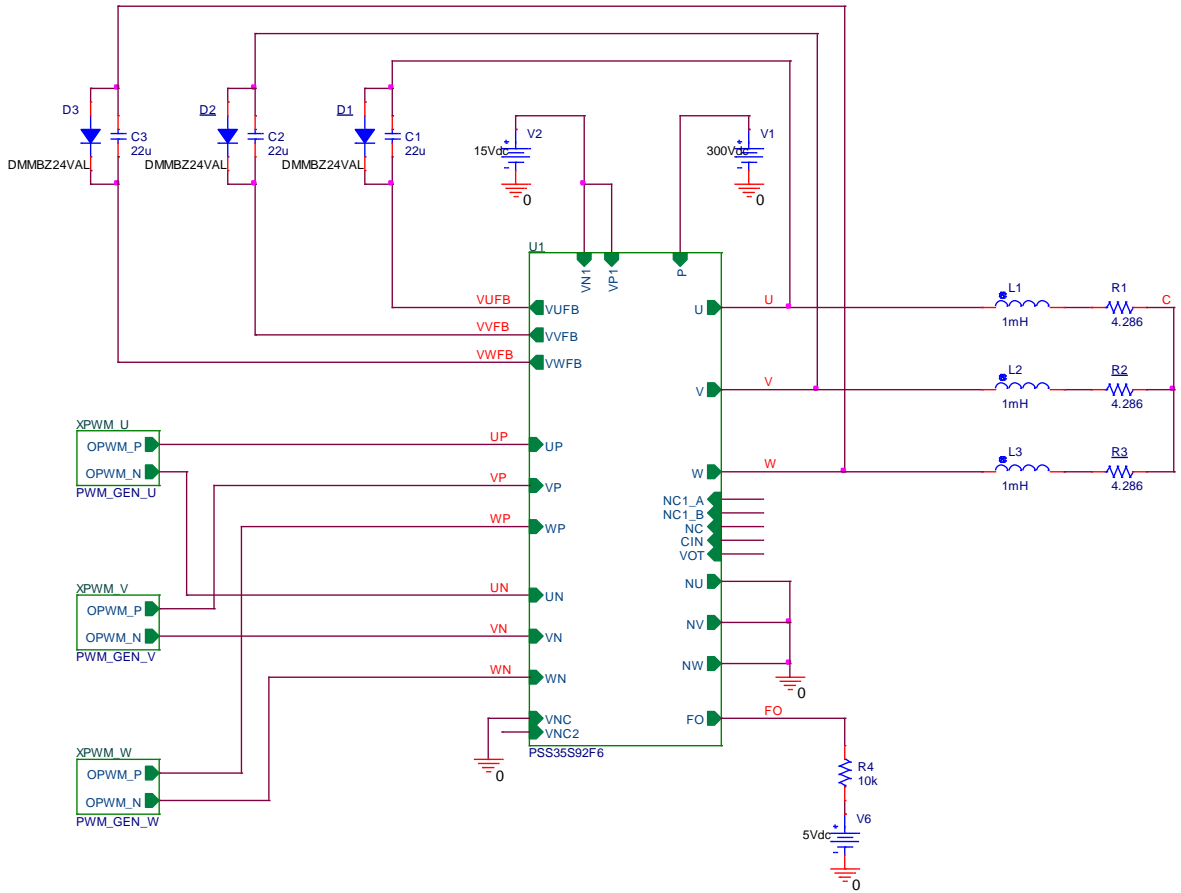 D3
C3
22u
DMMBZ24VAL
D2
C2
22u
DMMBZ24VAL
D1
C1
22u
DMMBZ24VAL
V2
15Vdc
+
-
0
V1
300Vdc
+
-
0
U1
VN1
VP1
P
VUFB
VUFB
VVFB
VVFB
VWFB
VWFB
U
U
V
V
W
W
L1
1mH
R1
4.286
C
L2
1mH
R2
4.286
L3
1mH
R3
4.286
XPWM_U
OPWM_P
OPWM_N
PWM_GEN_U
UP
UP
VP
VP
WP
WP
NC1_A
NC1_B
NC
CIN
VOT
XPWM_V
OPWM_P
OPWM_N
PWM_GEN_V
UN
UN
VN
VN
WN
WN
NU
NV
NW
0
VNC
VNC2
0
FO
FO
PSS35S92F6
XPWM_W
OPWM_P
OPWM_N
PWM_GEN_W
R4
10k
V6
5Vdc
+
-
0